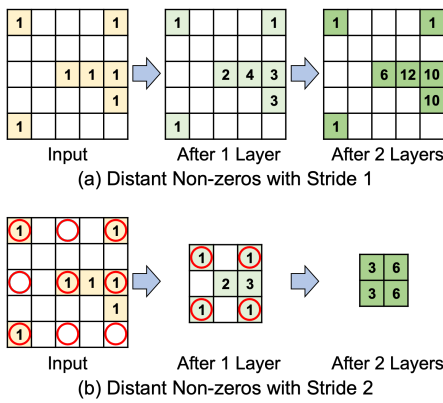 1 1 1 1 1 1
1 1 1 2 4 3 6 12 10
1 3 10
1 1 1
Input After 1 Layer After 2 Layers
(a) Distant Non-zeros with Stride 1
1 1
1 1
1 1 1 2 3 3 6
1 1 1 3 6
1
Input After 1 Layer After 2 Layers
(b) Distant Non-zeros with Stride 2